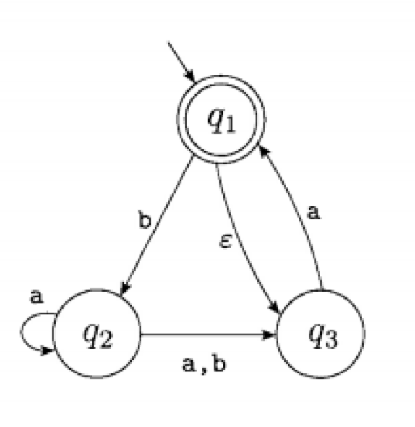 q₁
b
ε
a
a
q₂
q₃
a,b